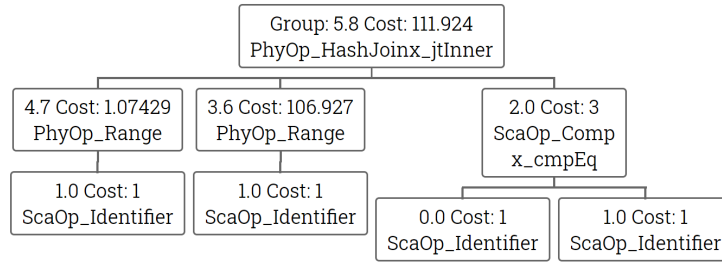 Group: 5.8 Cost: 111.924
PhyOp_HashJoinx_jtInner
4.7 Cost: 1.07429
PhyOp_Range
3.6 Cost: 106.927
PhyOp_Range
2.0 Cost: 3
ScaOp_Comp
x_cmpEq
1.0 Cost: 1
ScaOp_Identifier
1.0 Cost: 1
ScaOp_Identifier
0.0 Cost: 1
ScaOp_Identifier
1.0 Cost: 1
ScaOp_Identifier